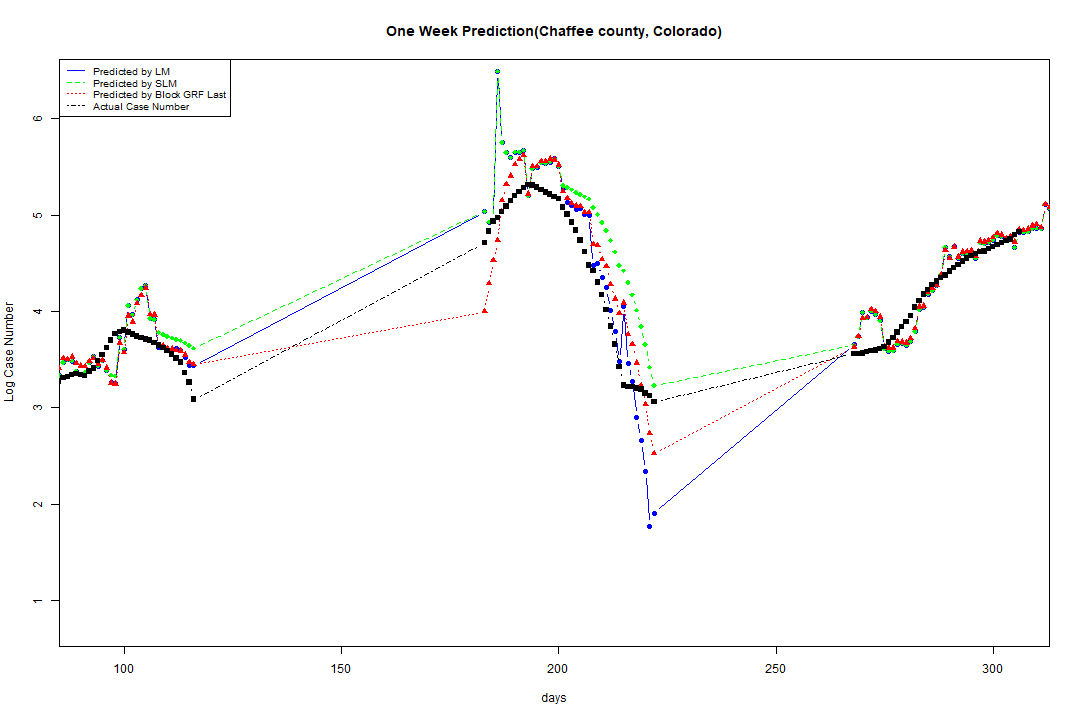 One Week Prediction(Chaffee county, Colorado)
Predicted by LM
Predicted by SLM
Predicted by Block GRF Last
Actual Case Number
Log Case Number
6
5
4
3
2
1
100
150
200
250
300
days